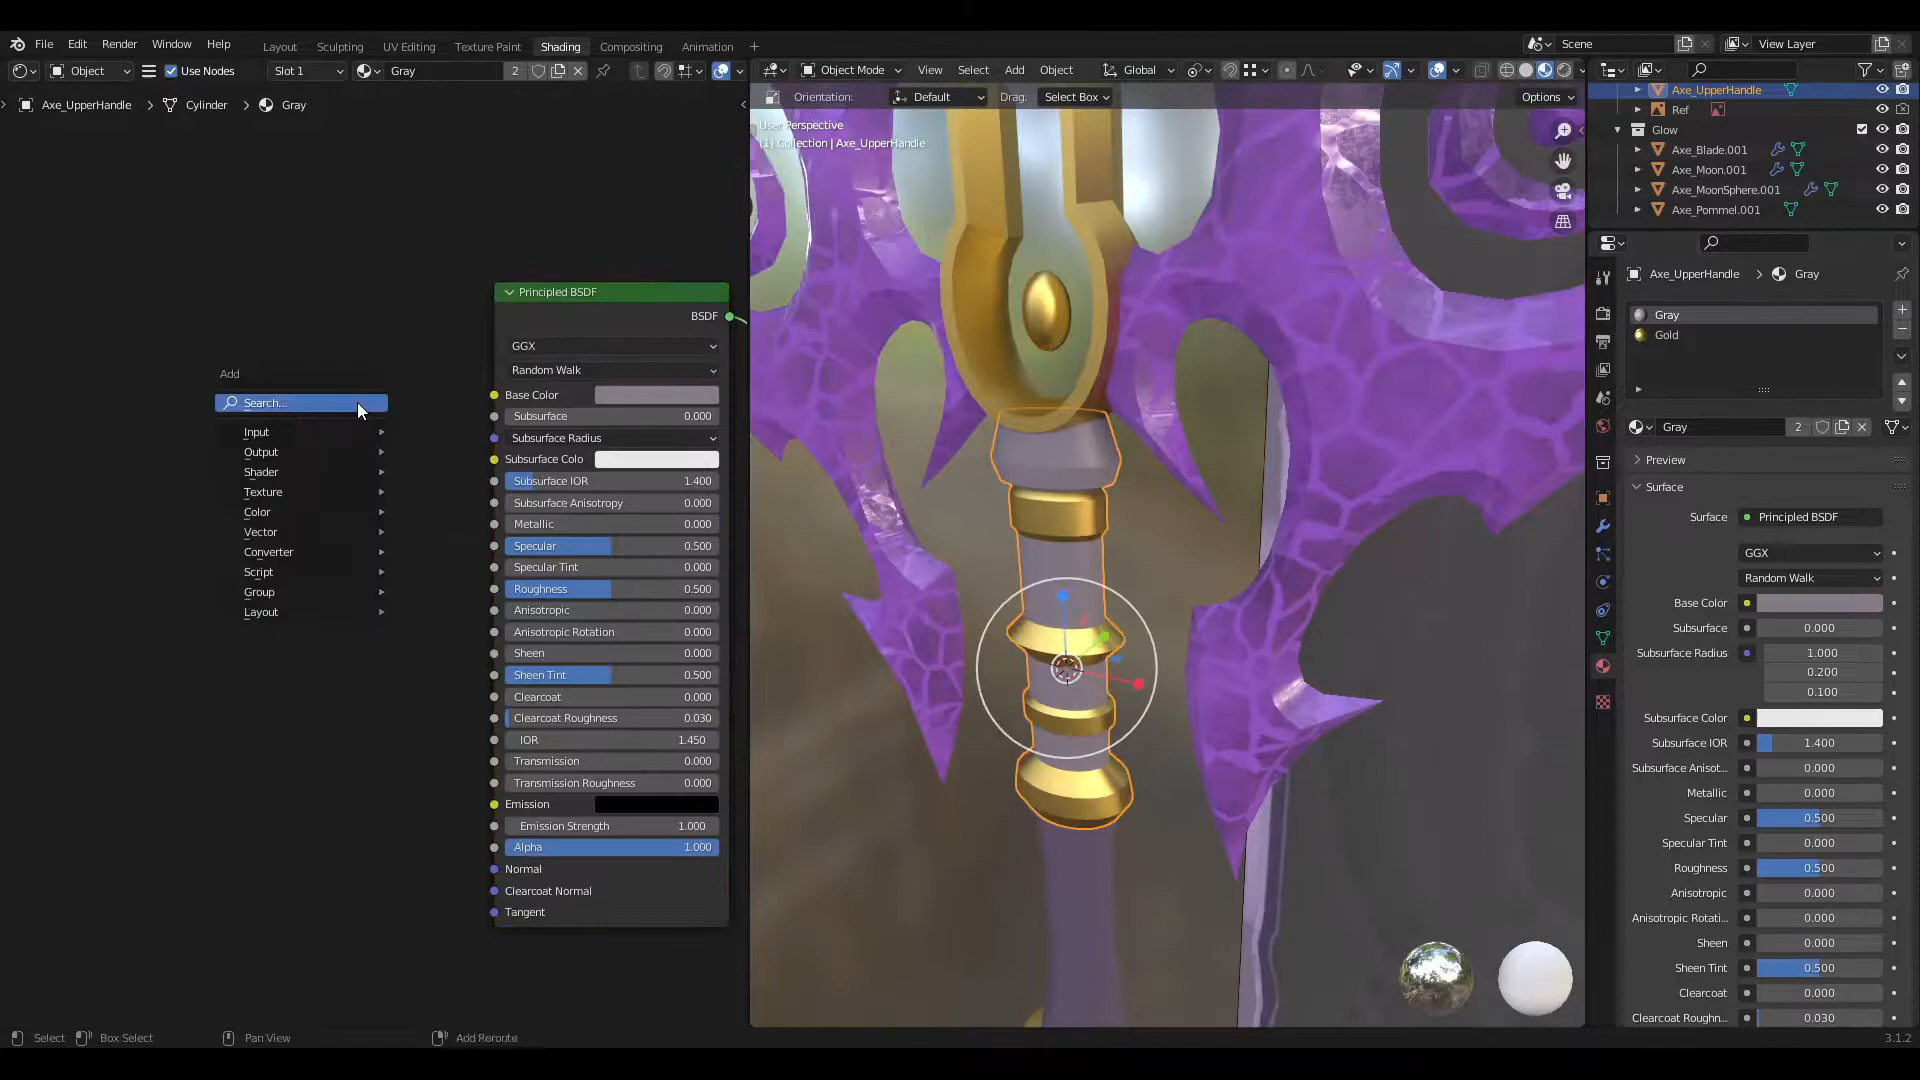 File Edit Render Window Help Layout Sculpting UV Editing Texture Paint Shading Compositing Animation + Scene View Layer
Object Use Nodes Slot 1 Gray 2 Object Mode View Select Add Object Global
Orientation: Default Drag: Select Box Options
Axe_UpperHandle > Cylinder > Gray
User Perspective
(1) Collection | Axe_UpperHandle
Axe_UpperHandle
Ref
Glow
Axe_Blade.001
Axe_Moon.001
Axe_MoonSphere.001
Axe_Pommel.001
Add
Search...
Input
Output
Shader
Texture
Color
Vector
Converter
Script
Group
Layout
Principled BSDF
BSDF
GGX
Random Walk
Base Color
Subsurface 0.000
Subsurface Radius
Subsurface Colo
Subsurface IOR 1.400
Subsurface Anisotropy 0.000
Metallic 0.000
Specular 0.500
Specular Tint 0.000
Roughness 0.500
Anisotropic 0.000
Anisotropic Rotation 0.000
Sheen 0.000
Sheen Tint 0.500
Clearcoat 0.000
Clearcoat Roughness 0.030
IOR 1.450
Transmission 0.000
Transmission Roughness 0.000
Emission
Emission Strength 1.000
Alpha 1.000
Normal
Clearcoat Normal
Tangent
Axe_UpperHandle > Gray
Gray
Gold
Gray 2
Preview
Surface
Surface Principled BSDF
GGX
Random Walk
Base Color
Subsurface 0.000
Subsurface Radius 1.000
0.200
0.100
Subsurface Color
Subsurface IOR 1.400
Subsurface Anisot... 0.000
Metallic 0.000
Specular 0.500
Specular Tint 0.000
Roughness 0.500
Anisotropic 0.000
Anisotropic Rotati... 0.000
Sheen 0.000
Sheen Tint 0.500
Clearcoat 0.000
Clearcoat Roughn... 0.030
Select Box Select Pan View Add Reroute 3.1.2